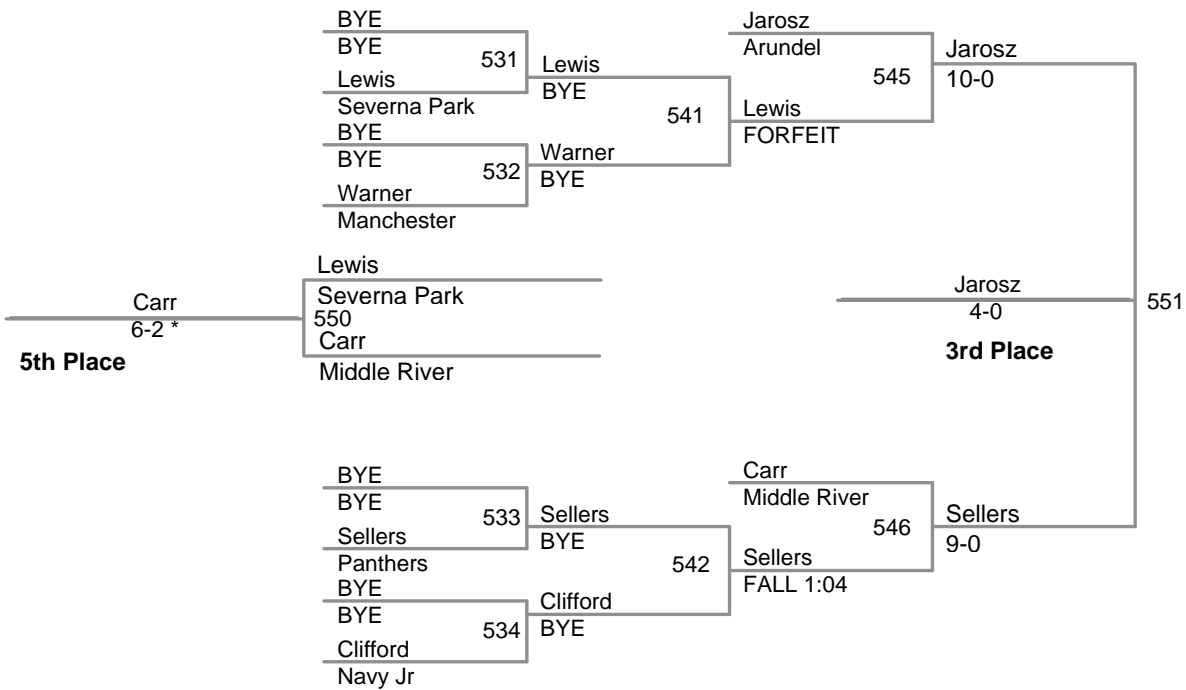 BYE
BYE
531
Lewis
Severna Park
Lewis
BYE
BYE
BYE
532
Warner
Manchester
Warner
BYE
541
Jarosz
Arundel
545
Lewis
FORFEIT
Jarosz
10-0
Lewis
Severna Park
550
Carr
Middle River
Carr
6-2 *
5th Place
Jarosz
4-0
3rd Place
551
BYE
BYE
533
Sellers
Panthers
Sellers
BYE
BYE
BYE
534
Clifford
Navy Jr
Clifford
BYE
542
Carr
Middle River
546
Sellers
FALL 1:04
Sellers
9-0